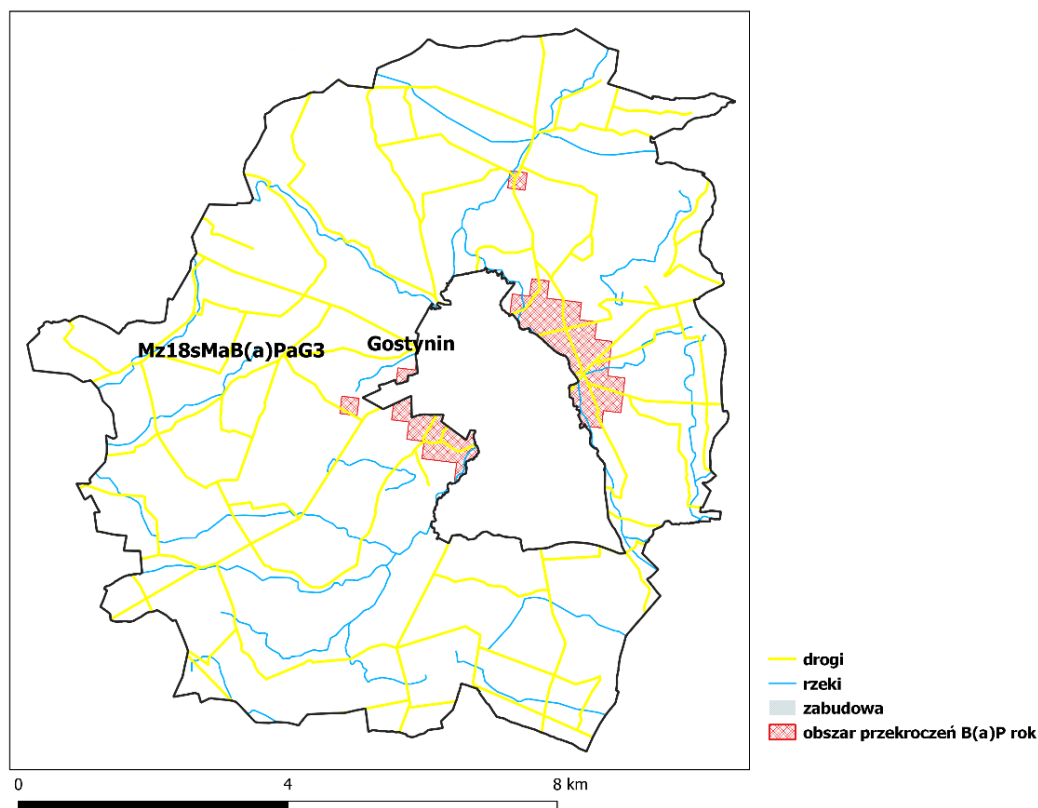 Gostynin
Mz18sMaB(a)PaG3
drogi
rzeki
zabudowa
obszar przekroczeń B(a)P rok
0 4 8 km